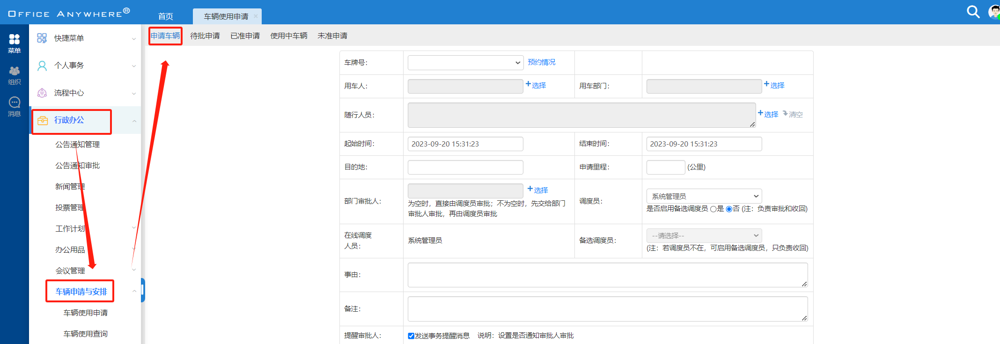 OFFICE ANYWHERE®
首页
车辆使用申请 ×
菜单
组织
消息
快捷菜单
个人事务
流程中心
行政办公
公告通知管理
公告通知审批
新闻管理
投票管理
工作计划
办公用品
会议管理
车辆申请与安排
车辆使用申请
车辆使用查询
申请车辆 待批申请 已准申请 使用中车辆 未准申请
车牌号： 预约情况
用车人： +选择 用车部门： +选择
随行人员： +选择 清空
起始时间： 2023-09-20 15:31:23 结束时间： 2023-09-20 15:31:23
目的地： 申请里程： (公里)
部门审批人： +选择
为空时，直接由调度员审批；不为空时，先交给部门
审批人审批，再由调度员审批
调度员： 系统管理员
是否启用备选调度员 是 否 (注：负责审批和收回)
在线调度
人员：
系统管理员
备选调度员： --请选择--
(注：若调度员不在，可启用备选调度员，只负责收回)
事由：
备注：
提醒审批人： 发送事务提醒消息 说明：设置是否通知审批人审批